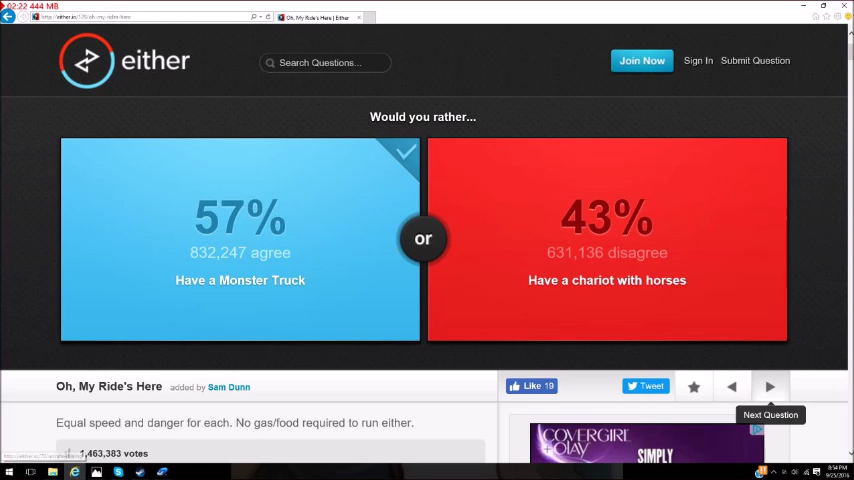 02:22 444 MB
Oh, My Ride's Here | Either
either
Search Questions...
Join Now
Sign In
Submit Question
Would you rather...
57%
832,247 agree
Have a Monster Truck
or
43%
631,136 disagree
Have a chariot with horses
Oh, My Ride's Here added by Sam Dunn
Like 19
Tweet
Next Question
Equal speed and danger for each. No gas/food required to run either.
1,463,383 votes
COVERGIRL
+OLAY
SIMPLY
8:54 PM
9/25/2016